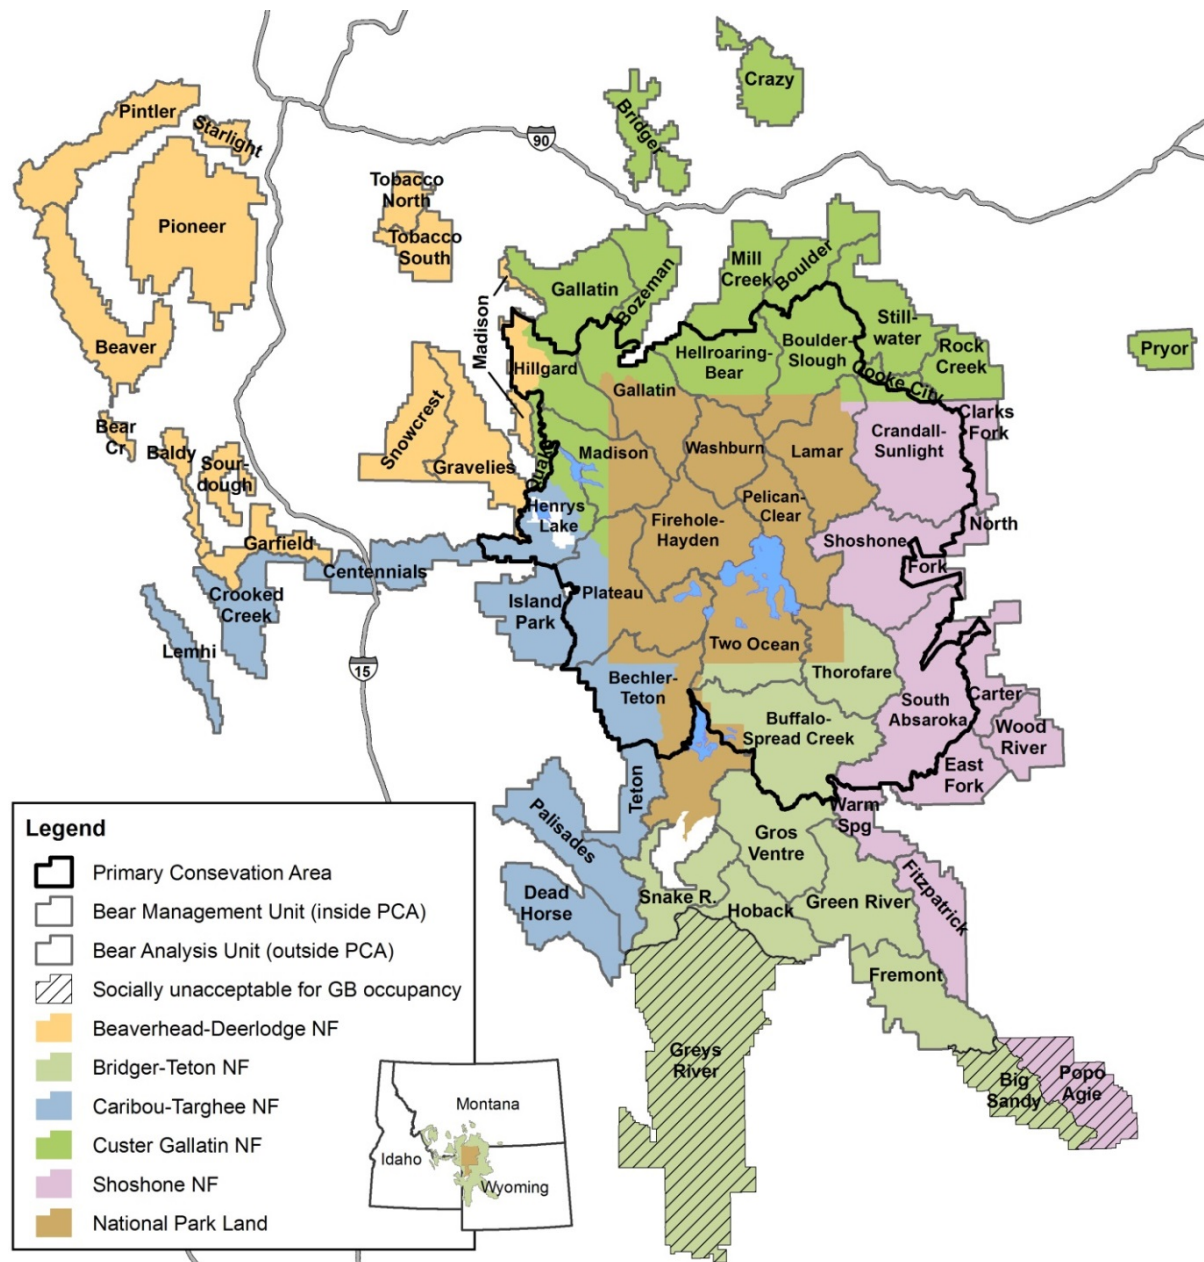 Crazy
Bridger
90
Pintler
Starlight
Pioneer
Tobacco
North
Tobacco
South
Beaver
Madison
Gallatin
Bozeman
Mill
Creek
Boulder
Still-
water
Rock
Creek
Pryor
Hillgard
Hellroaring-
Bear
Boulder-
Slough
Cooke City
Gallatin
Clarks
Fork
Bear
Cr
Baldy
Sour-
dough
Snowcrest
Gravelies
Quake
Madison
Washburn
Lamar
Crandall-
Sunlight
Henrys
Lake
Firehole-
Hayden
Pelican-
Clear
Shoshone
North
Fork
Garfield
Centennials
Crooked
Creek
Lemhi
15
Island
Park
Plateau
Two Ocean
Thorofare
Bechler-
Teton
Buffalo-
Spread Creek
South
Absaroka
Carter
Wood
River
East
Fork
Warm
Spg
Teton
Palisades
Dead
Horse
Gros
Ventre
Snake R.
Hoback
Green River
Fitzpatrick
Fremont
Greys
River
Big
Sandy
Popo
Agie
Legend
Primary Consevation Area
Bear Management Unit (inside PCA)
Bear Analysis Unit (outside PCA)
Socially unacceptable for GB occupancy
Beaverhead-Deerlodge NF
Bridger-Teton NF
Caribou-Targhee NF
Custer Gallatin NF
Shoshone NF
National Park Land
Montana
Idaho
Wyoming